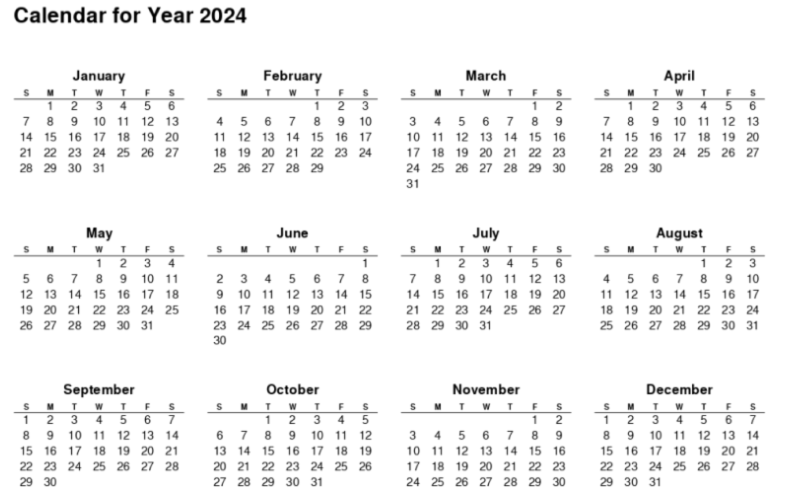 Calendar for Year 2024
January
S M T W T F S
1 2 3 4 5 6
7 8 9 10 11 12 13
14 15 16 17 18 19 20
21 22 23 24 25 26 27
28 29 30 31
February
S M T W T F S
1 2 3
4 5 6 7 8 9 10
11 12 13 14 15 16 17
18 19 20 21 22 23 24
25 26 27 28 29
March
S M T W T F S
1 2
3 4 5 6 7 8 9
10 11 12 13 14 15 16
17 18 19 20 21 22 23
24 25 26 27 28 29 30
31
April
S M T W T F S
1 2 3 4 5 6
7 8 9 10 11 12 13
14 15 16 17 18 19 20
21 22 23 24 25 26 27
28 29 30
May
S M T W T F S
1 2 3 4
5 6 7 8 9 10 11
12 13 14 15 16 17 18
19 20 21 22 23 24 25
26 27 28 29 30 31
June
S M T W T F S
1
2 3 4 5 6 7 8
9 10 11 12 13 14 15
16 17 18 19 20 21 22
23 24 25 26 27 28 29
30
July
S M T W T F S
1 2 3 4 5 6
7 8 9 10 11 12 13
14 15 16 17 18 19 20
21 22 23 24 25 26 27
28 29 30 31
August
S M T W T F S
1 2 3
4 5 6 7 8 9 10
11 12 13 14 15 16 17
18 19 20 21 22 23 24
25 26 27 28 29 30 31
September
S M T W T F S
1 2 3 4 5 6 7
8 9 10 11 12 13 14
15 16 17 18 19 20 21
22 23 24 25 26 27 28
29 30
October
S M T W T F S
1 2 3 4 5
6 7 8 9 10 11 12
13 14 15 16 17 18 19
20 21 22 23 24 25 26
27 28 29 30 31
November
S M T W T F S
1 2
3 4 5 6 7 8 9
10 11 12 13 14 15 16
17 18 19 20 21 22 23
24 25 26 27 28 29 30
December
S M T W T F S
1 2 3 4 5 6 7
8 9 10 11 12 13 14
15 16 17 18 19 20 21
22 23 24 25 26 27 28
29 30 31